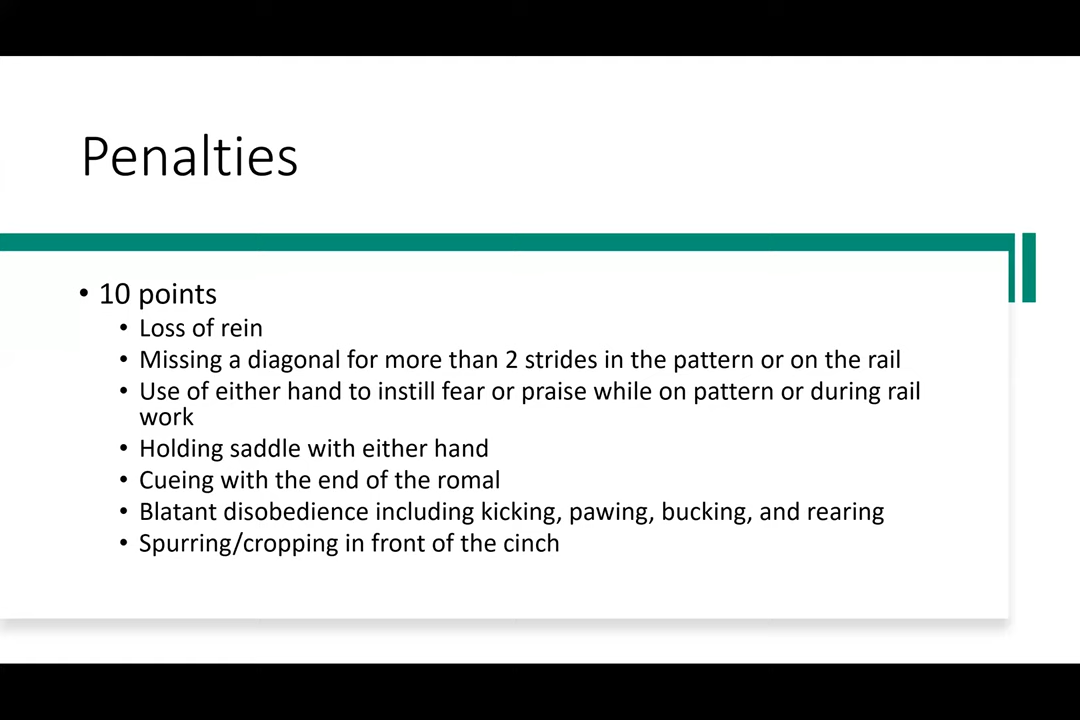 Penalties
• 10 points
• Loss of rein
• Missing a diagonal for more than 2 strides in the pattern or on the rail
• Use of either hand to instill fear or praise while on pattern or during rail
work
• Holding saddle with either hand
• Cueing with the end of the romal
• Blatant disobedience including kicking, pawing, bucking, and rearing
• Spurring/cropping in front of the cinch